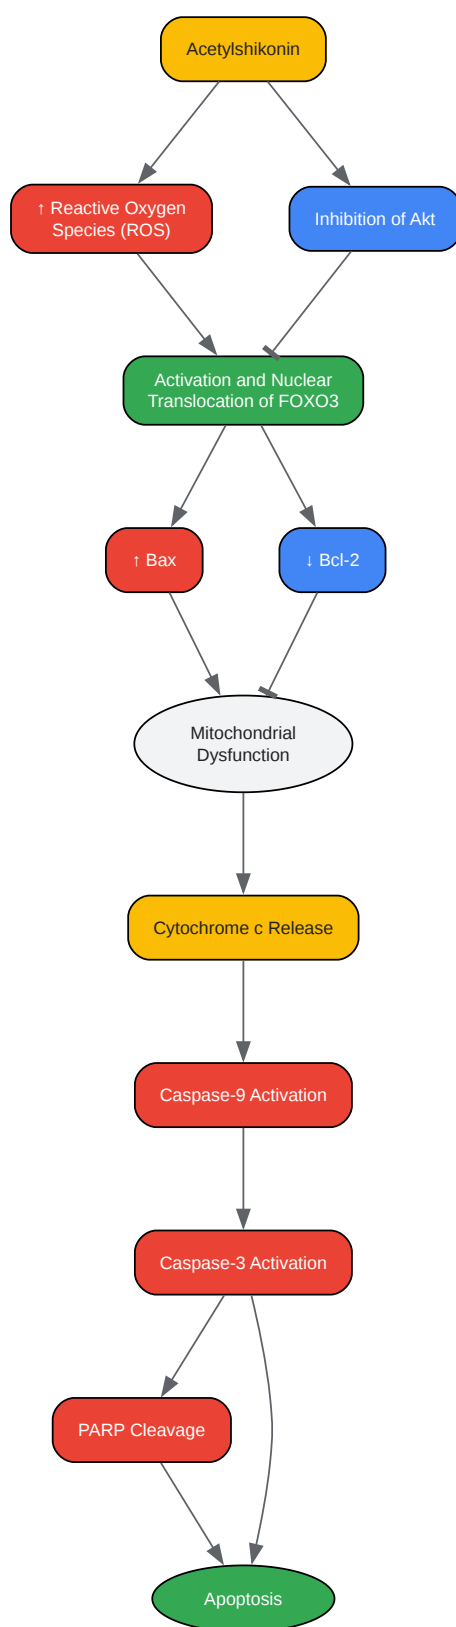 Acetylshikonin
↑ Reactive Oxygen
Species (ROS)
Inhibition of Akt
Activation and Nuclear
Translocation of FOXO3
↑ Bax
↓ Bcl-2
Mitochondrial
Dysfunction
Cytochrome c Release
Caspase-9 Activation
Caspase-3 Activation
PARP Cleavage
Apoptosis